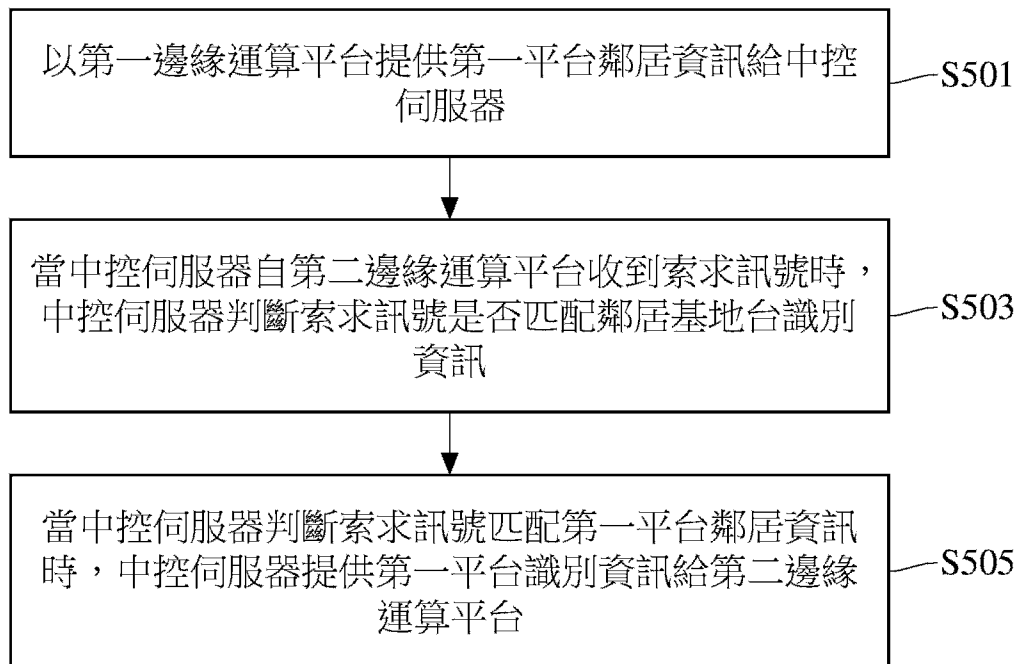 以第一邊緣運算平台提供第一平台鄰居資訊給中控
伺服器
S501
當中控伺服器自第二邊緣運算平台收到索求訊號時，
中控伺服器判斷索求訊號是否匹配鄰居基地台識別
資訊
S503
當中控伺服器判斷索求訊號匹配第一平台鄰居資訊
時，中控伺服器提供第一平台識別資訊給第二邊緣
運算平台
S505